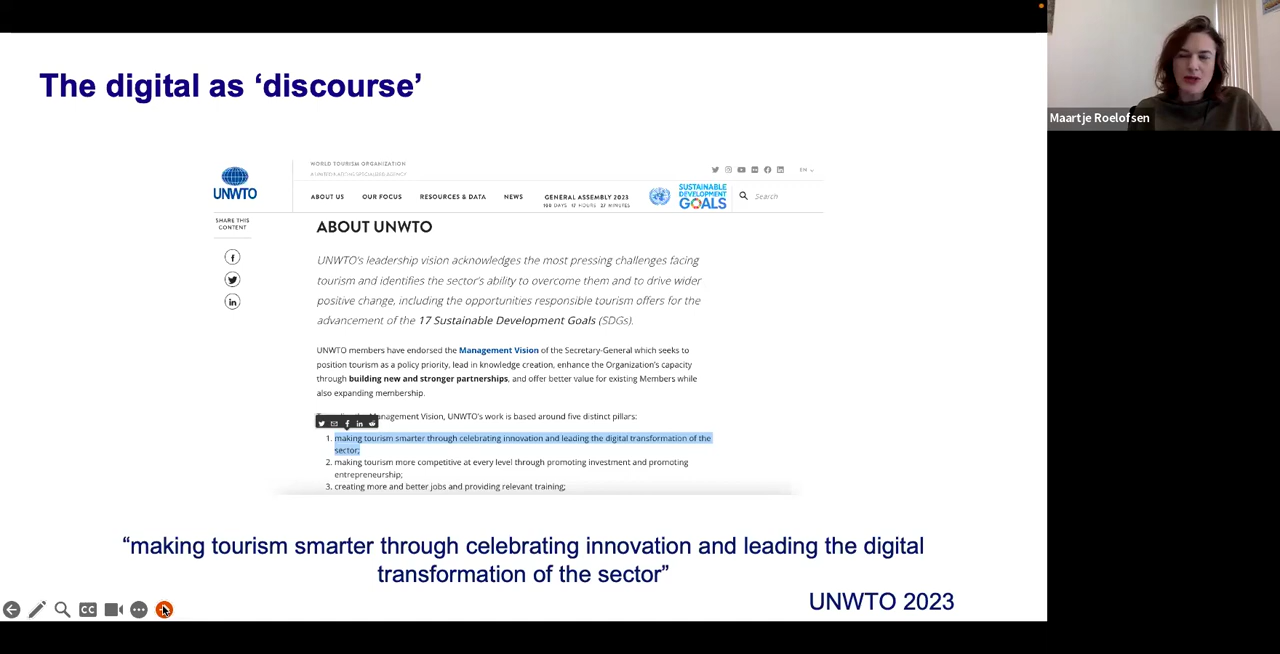 The digital as ‘discourse’
Maartje Roelofsen
UNWTO
WORLD TOURISM ORGANIZATION
A UN SPECIALIZED AGENCY
EN
ABOUT US
OUR FOCUS
RESOURCES & DATA
NEWS
GENERAL ASSEMBLY 2023
17 HOURS 27 MINUTES
SUSTAINABLE
DEVELOPMENT
GOALS
Search
SHARE THIS
CONTENT
ABOUT UNWTO
UNWTO's leadership vision acknowledges the most pressing challenges facing
tourism and identifies the sector's ability to overcome them and to drive wider
positive change, including the opportunities responsible tourism offers for the
advancement of the 17 Sustainable Development Goals (SDGs).
UNWTO members have endorsed the Management Vision of the Secretary-General which seeks to
position tourism as a policy priority, lead in knowledge creation, enhance the Organization's capacity
through building new and stronger partnerships, and offer better value for existing Members while
also expanding membership.
Management Vision, UNWTO's work is based around five distinct pillars:
1. making tourism smarter through celebrating innovation and leading the digital transformation of the
sector;
2. making tourism more competitive at every level through promoting investment and promoting
entrepreneurship;
3. creating more and better jobs and providing relevant training;
“making tourism smarter through celebrating innovation and leading the digital
transformation of the sector”
UNWTO 2023
CC